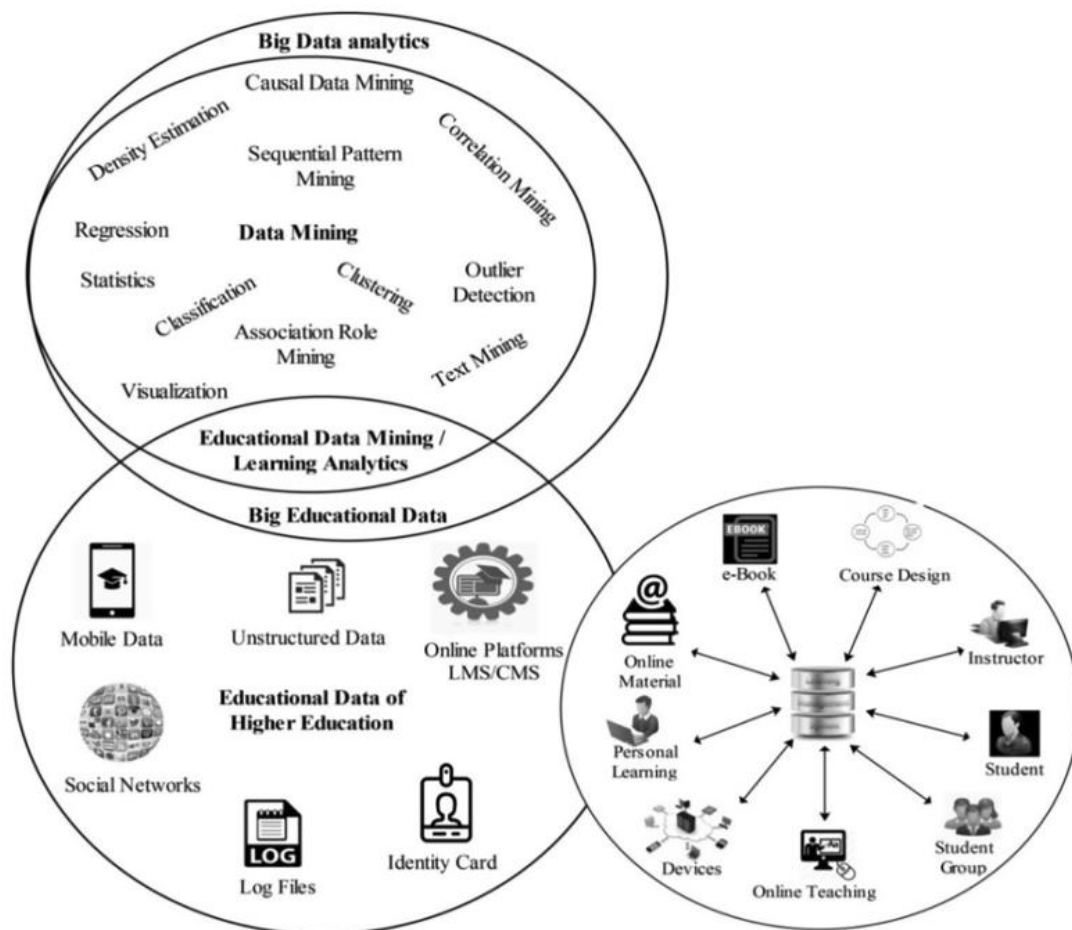 Big Data analytics
Causal Data Mining
Density Estimation
Correlation Mining
Sequential Pattern
Mining
Regression
Data Mining
Statistics
Clustering
Outlier
Detection
Classification
Association Role
Mining
Text Mining
Visualization
Educational Data Mining /
Learning Analytics
Big Educational Data
Mobile Data
Unstructured Data
Online Platforms
LMS/CMS
Educational Data of
Higher Education
Social Networks
LOG
Log Files
Identity Card
EBOOK
e-Book
Course Design
@
Online
Material
Instructor
Personal
Learning
Student
Devices
Aa
Online Teaching
Student
Group